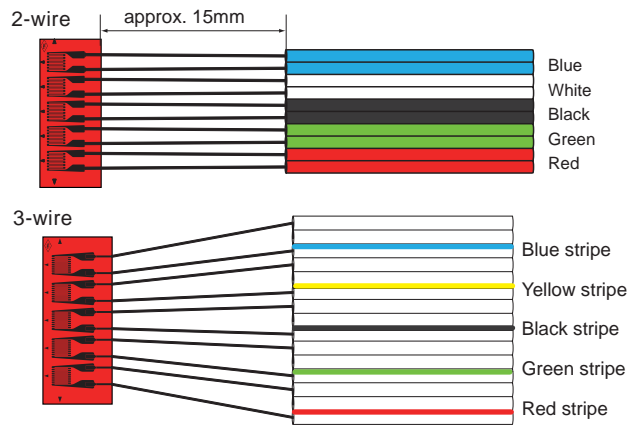 2-wire
approx. 15mm
Blue
White
Black
Green
Red
3-wire
Blue stripe
Yellow stripe
Black stripe
Green stripe
Red stripe